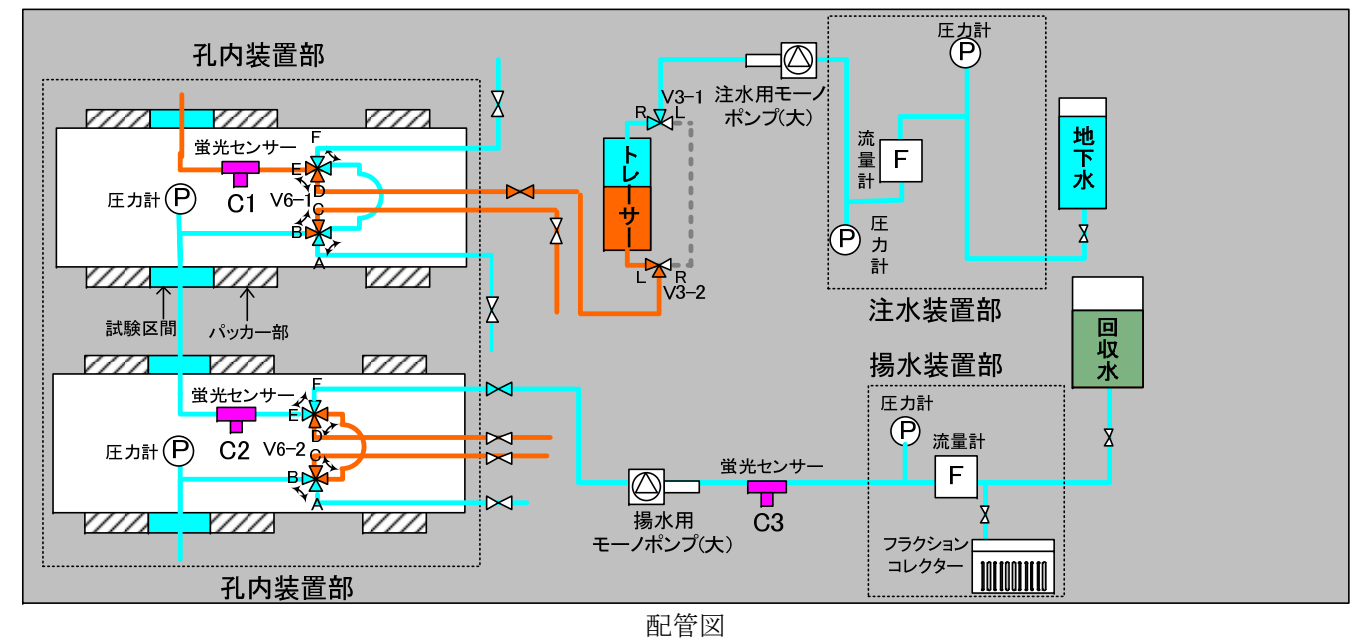 孔内装置部
蛍光センサー
C1
圧力計
P
F
E
D
C
B
A
V6-1
試験区間
パッカー部
蛍光センサー
C2
圧力計
P
F
E
D
C
B
A
V6-2
孔内装置部
V3-1
R
L
トレーサー
L
R
V3-2
注水用モーノ
ポンプ(大)
圧力計
P
流量計
F
P
圧力計
地下水
注水装置部
揚水用
モーノポンプ(大)
蛍光センサー
C3
揚水装置部
圧力計
P
流量計
F
フラクション
コレクター
回収水
配管図